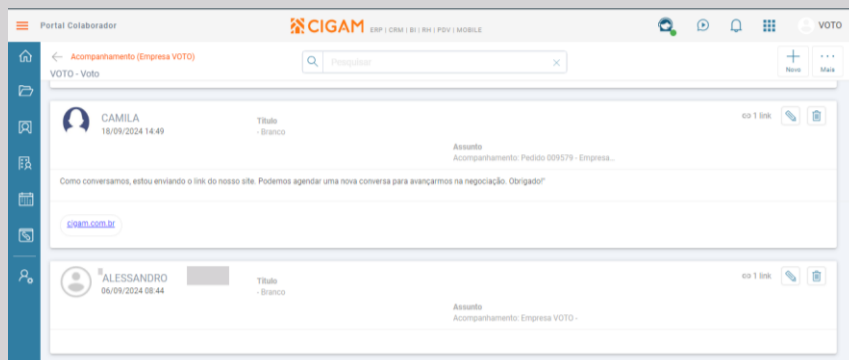 Portal Colaborador
CIGAM ERP | CRM | BI | RH | PDV | MOBILE
VOTO
Acompanhamento (Empresa VOTO)
VOTO - Voto
Pesquisar
Novo
Mais
CAMILA
18/09/2024 14:49
Título
- Branco
1 link
Assunto
Acompanhamento: Pedido 009579 - Empresa...
Como conversamos, estou enviando o link do nosso site. Podemos agendar uma nova conversa para avançarmos na negociação. Obrigado!"
cigam.com.br
ALESSANDRO
06/09/2024 08:44
Título
- Branco
1 link
Assunto
Acompanhamento: Empresa VOTO -